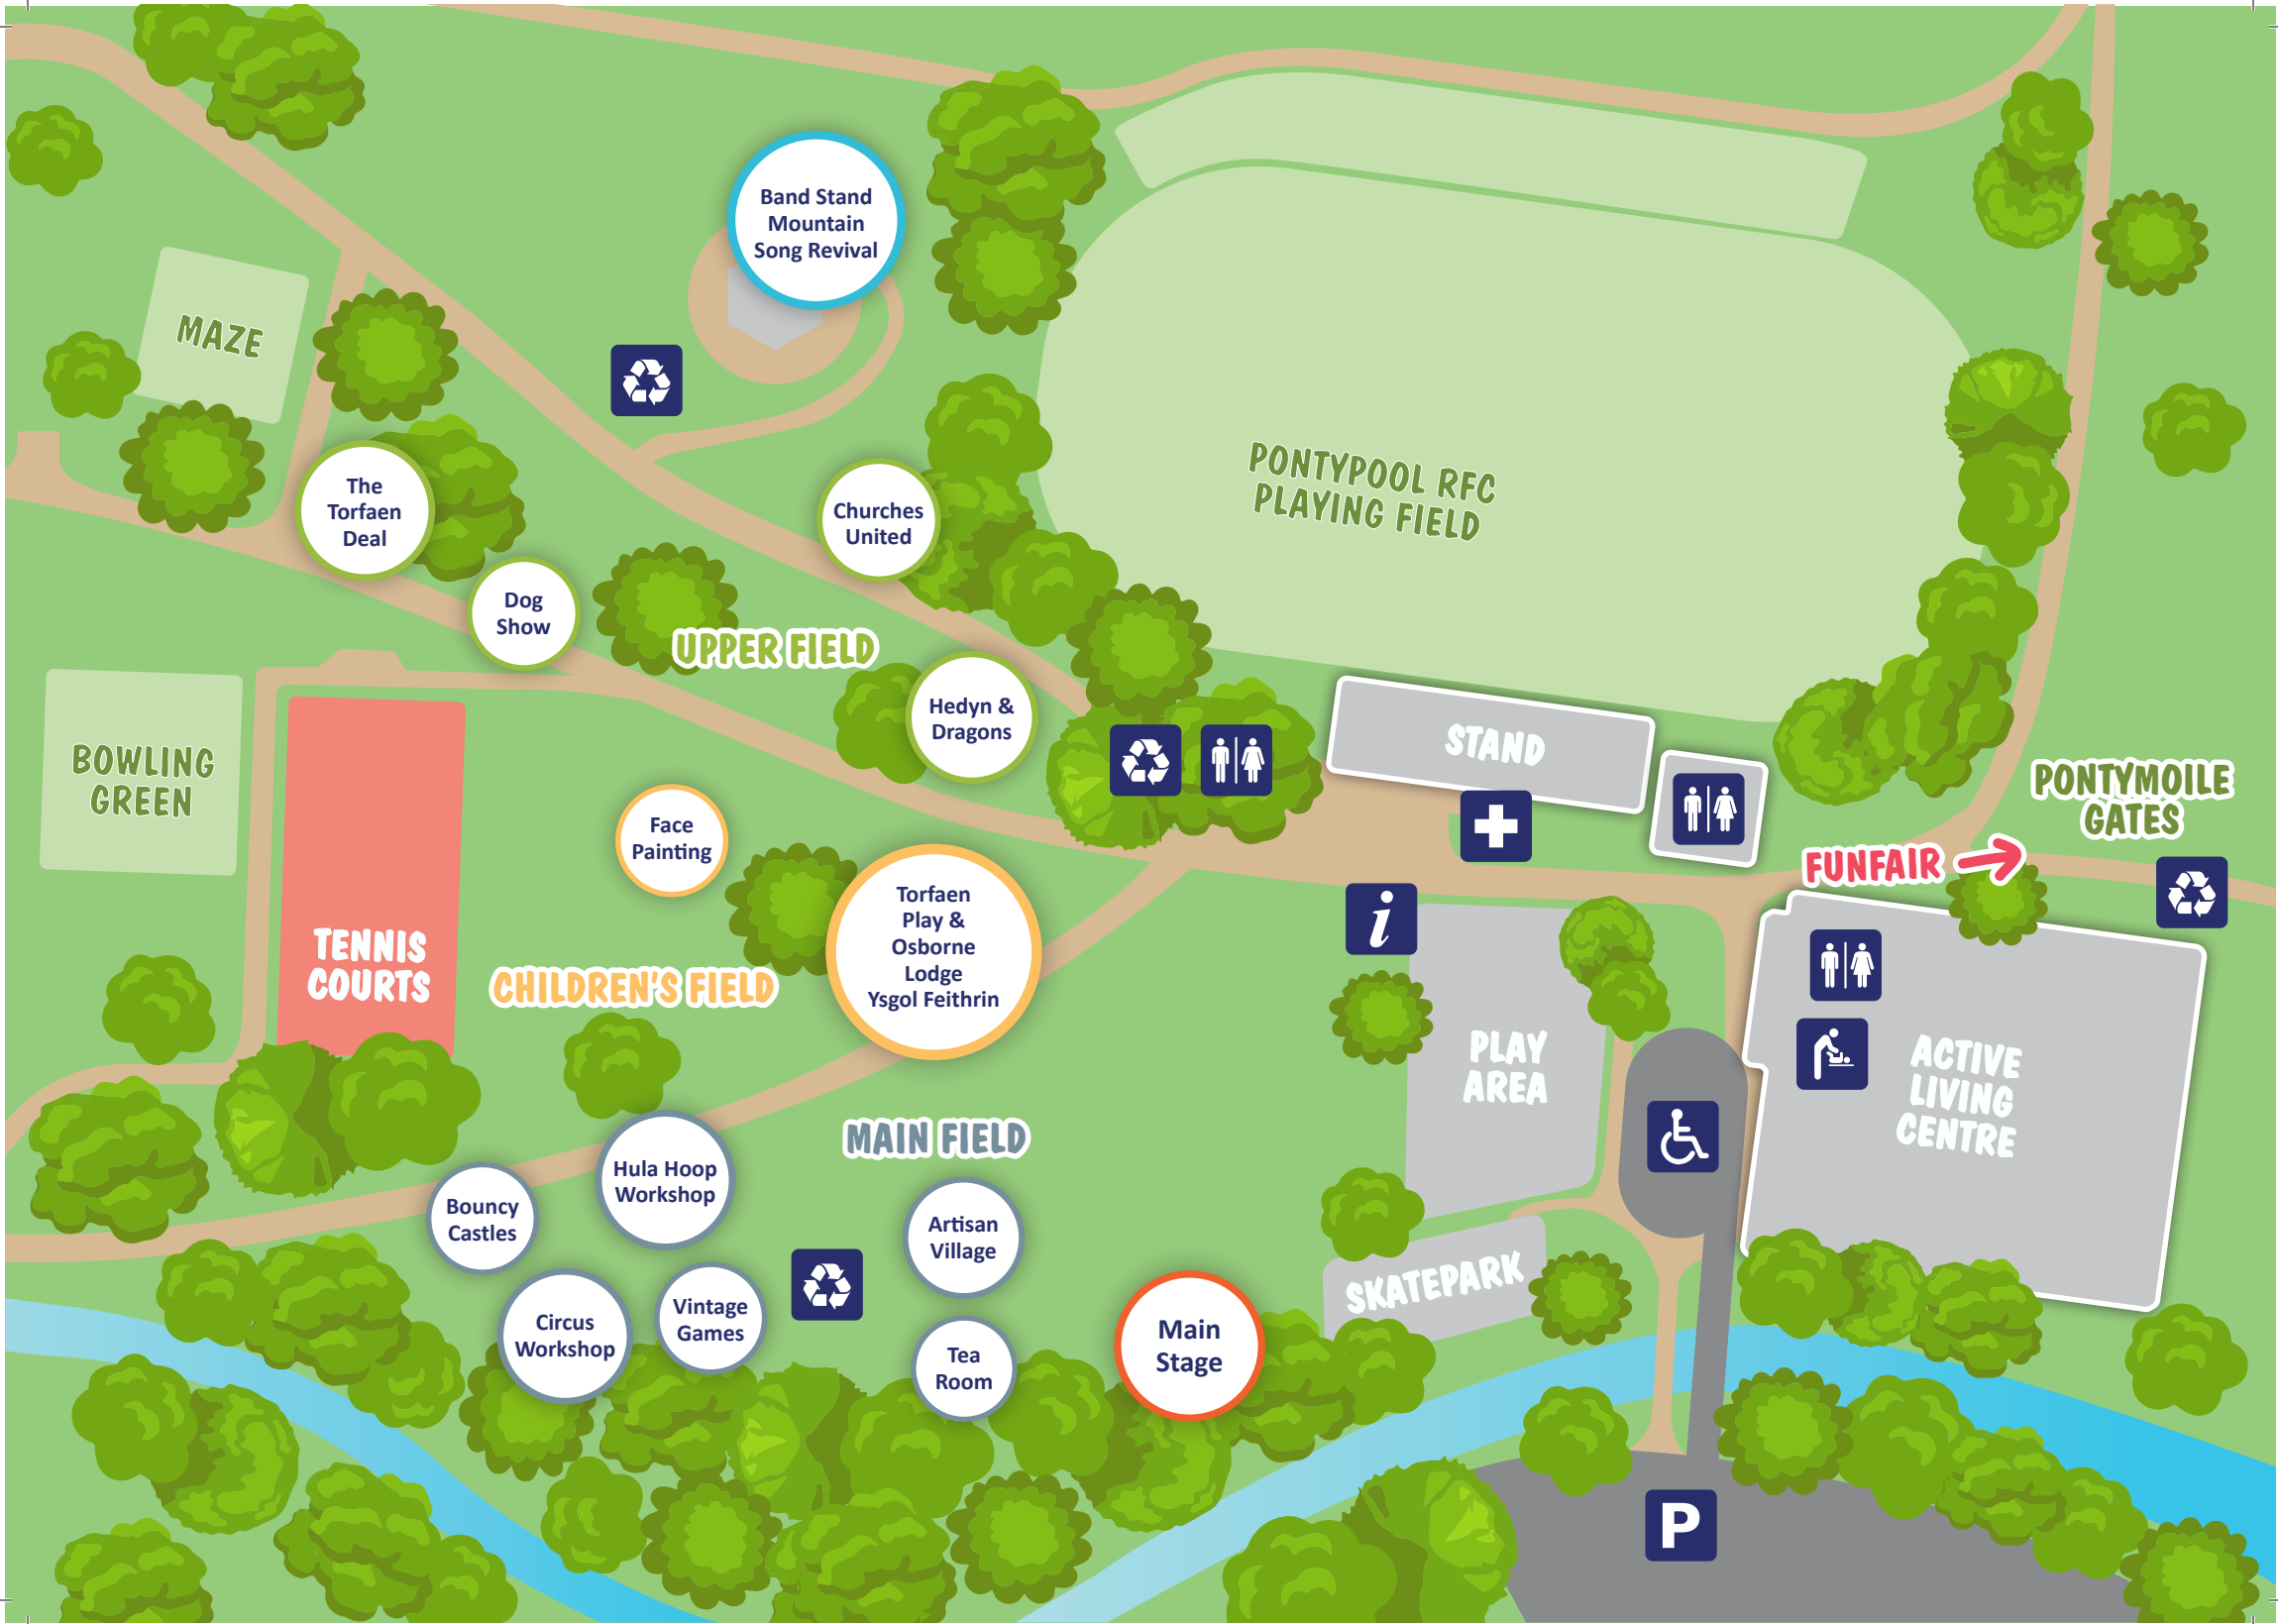 Band Stand
Mountain
Song Revival
MAZE
The
Torfaen
Deal
Churches
United
PONTYPOOL RFC
PLAYING FIELD
Dog
Show
UPPER FIELD
Hedyn &
Dragons
STAND
BOWLING
GREEN
PONTYMOILE
GATES
Face
Painting
FUNFAIR
Torfaen
Play &
Osborne
Lodge
Ysgol Feithrin
i
TENNIS
COURTS
CHILDREN'S FIELD
PLAY
AREA
ACTIVE
LIVING
CENTRE
MAIN FIELD
Hula Hoop
Workshop
Bouncy
Castles
Artisan
Village
SKATEPARK
Vintage
Games
Circus
Workshop
Main
Stage
Tea
Room
P